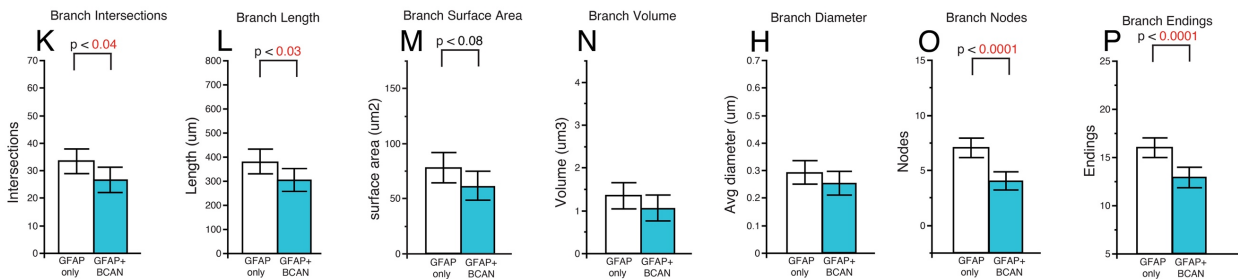 Branch Intersections
K
p < 0.04
70
60
50
40
30
20
10
0
Intersections
GFAP only
GFAP+ BCAN
Branch Length
L
p < 0.03
800
700
600
500
400
300
200
100
0
Length (um)
GFAP only
GFAP+ BCAN
Branch Surface Area
M
p < 0.08
150
100
50
0
surface area (um2)
GFAP only
GFAP+ BCAN
Branch Volume
N
4
3
2
1
0
Volume (um3)
GFAP only
GFAP+ BCAN
Branch Diameter
H
0.7
0.6
0.5
0.4
0.3
0.2
0.1
0
Avg diameter (um)
GFAP only
GFAP+ BCAN
Branch Nodes
O
p < 0.0001
15
10
5
0
Nodes
GFAP only
GFAP+ BCAN
Branch Endings
P
p < 0.0001
25
20
15
10
5
Endings
GFAP only
GFAP+ BCAN